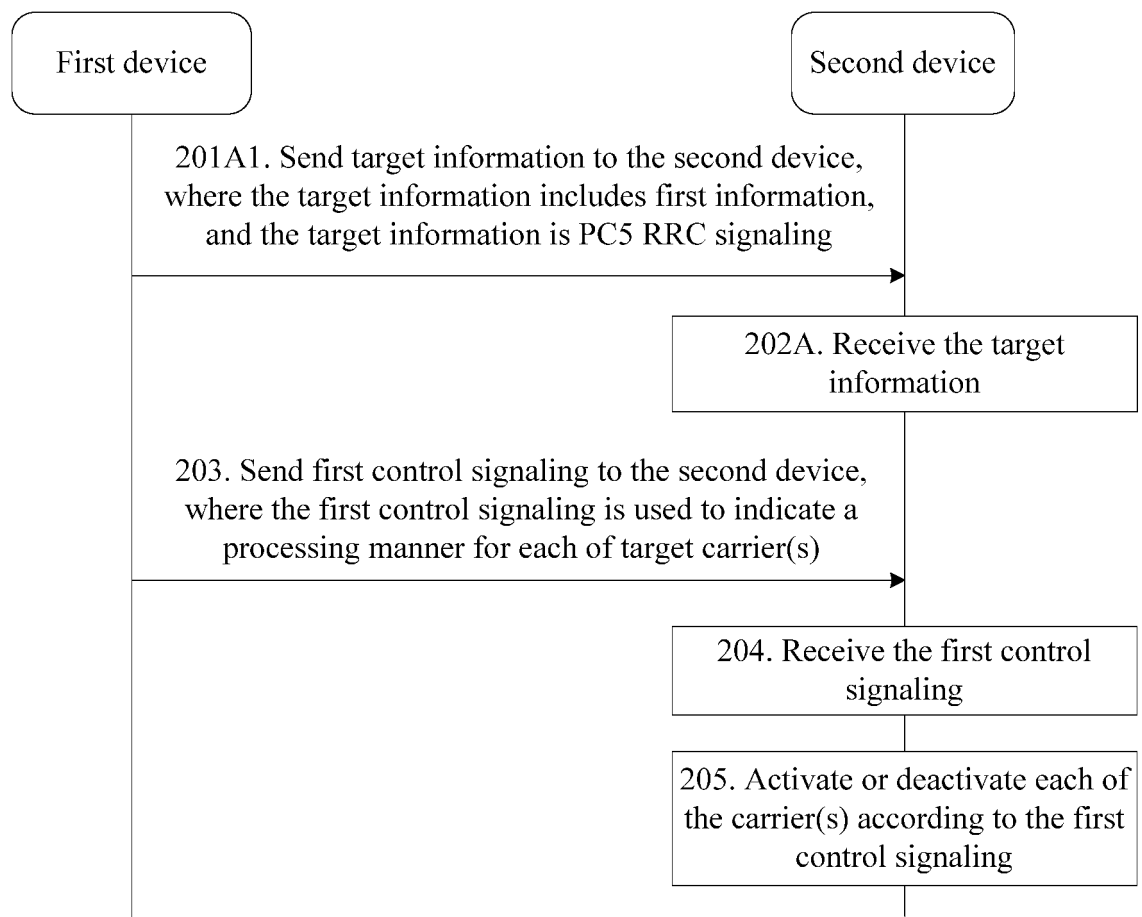 First device
Second device
201A1. Send target information to the second device,
where the target information includes first information,
and the target information is PC5 RRC signaling
202A. Receive the target
information
203. Send first control signaling to the second device,
where the first control signaling is used to indicate a
processing manner for each of target carrier(s)
204. Receive the first control
signaling
205. Activate or deactivate each of
the carrier(s) according to the first
control signaling